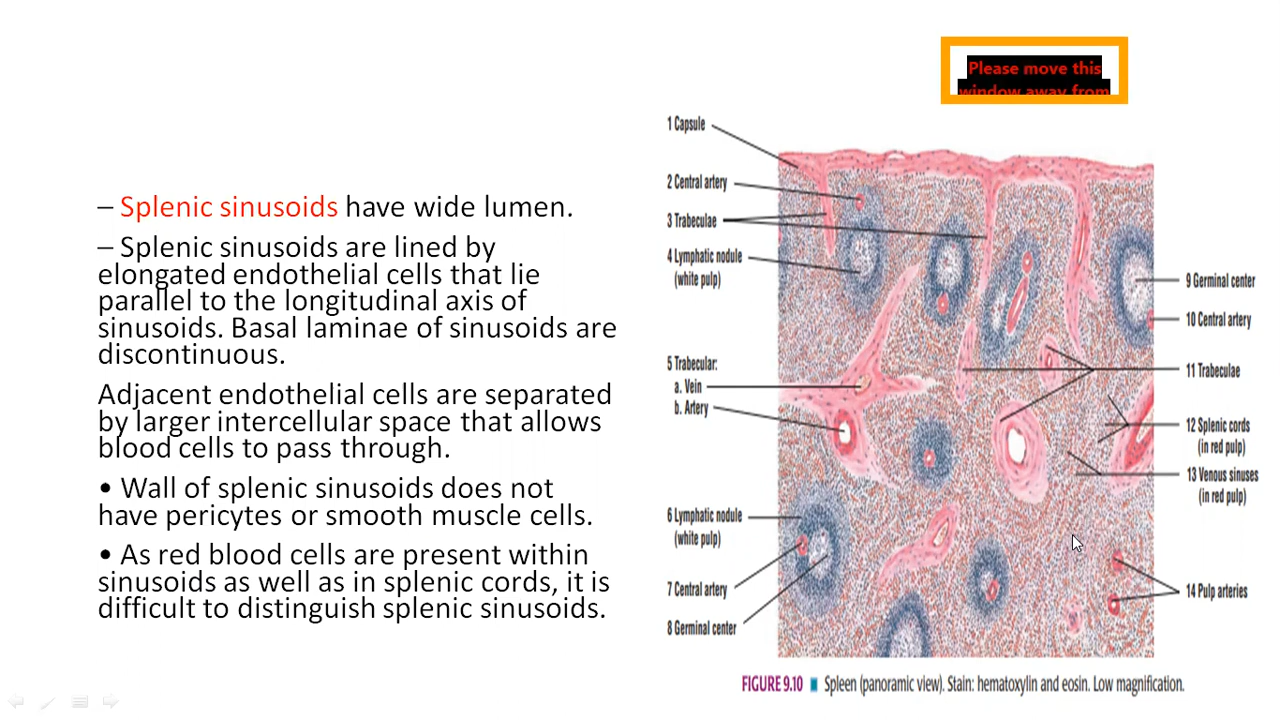 Please move this
window away from
– Splenic sinusoids have wide lumen.
– Splenic sinusoids are lined by
elongated endothelial cells that lie
parallel to the longitudinal axis of
sinusoids. Basal laminae of sinusoids are
discontinuous.
Adjacent endothelial cells are separated
by larger intercellular space that allows
blood cells to pass through.
• Wall of splenic sinusoids does not
have pericytes or smooth muscle cells.
• As red blood cells are present within
sinusoids as well as in splenic cords, it is
difficult to distinguish splenic sinusoids.
1 Capsule
2 Central artery
3 Trabeculae
4 Lymphatic nodule
(white pulp)
5 Trabecular:
a. Vein
b. Artery
6 Lymphatic nodule
(white pulp)
7 Central artery
8 Germinal center
9 Germinal center
10 Central artery
11 Trabeculae
12 Splenic cords
(in red pulp)
13 Venous sinuses
(in red pulp)
14 Pulp arteries
FIGURE 9.10 ■ Spleen (panoramic view). Stain: hematoxylin and eosin. Low magnification.